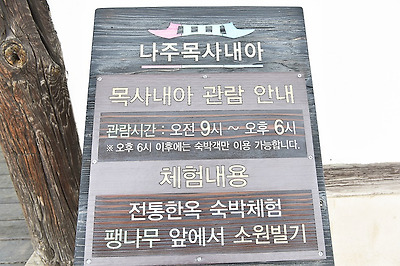 나주목사내아
목사내아 관람 안내
관람시간 : 오전 9시 ~ 오후 6시
※ 오후 6시 이후에는 숙박객만 이용 가능합니다.
체험내용
전통한옥 숙박체험
팽나무 앞에서 소원빌기